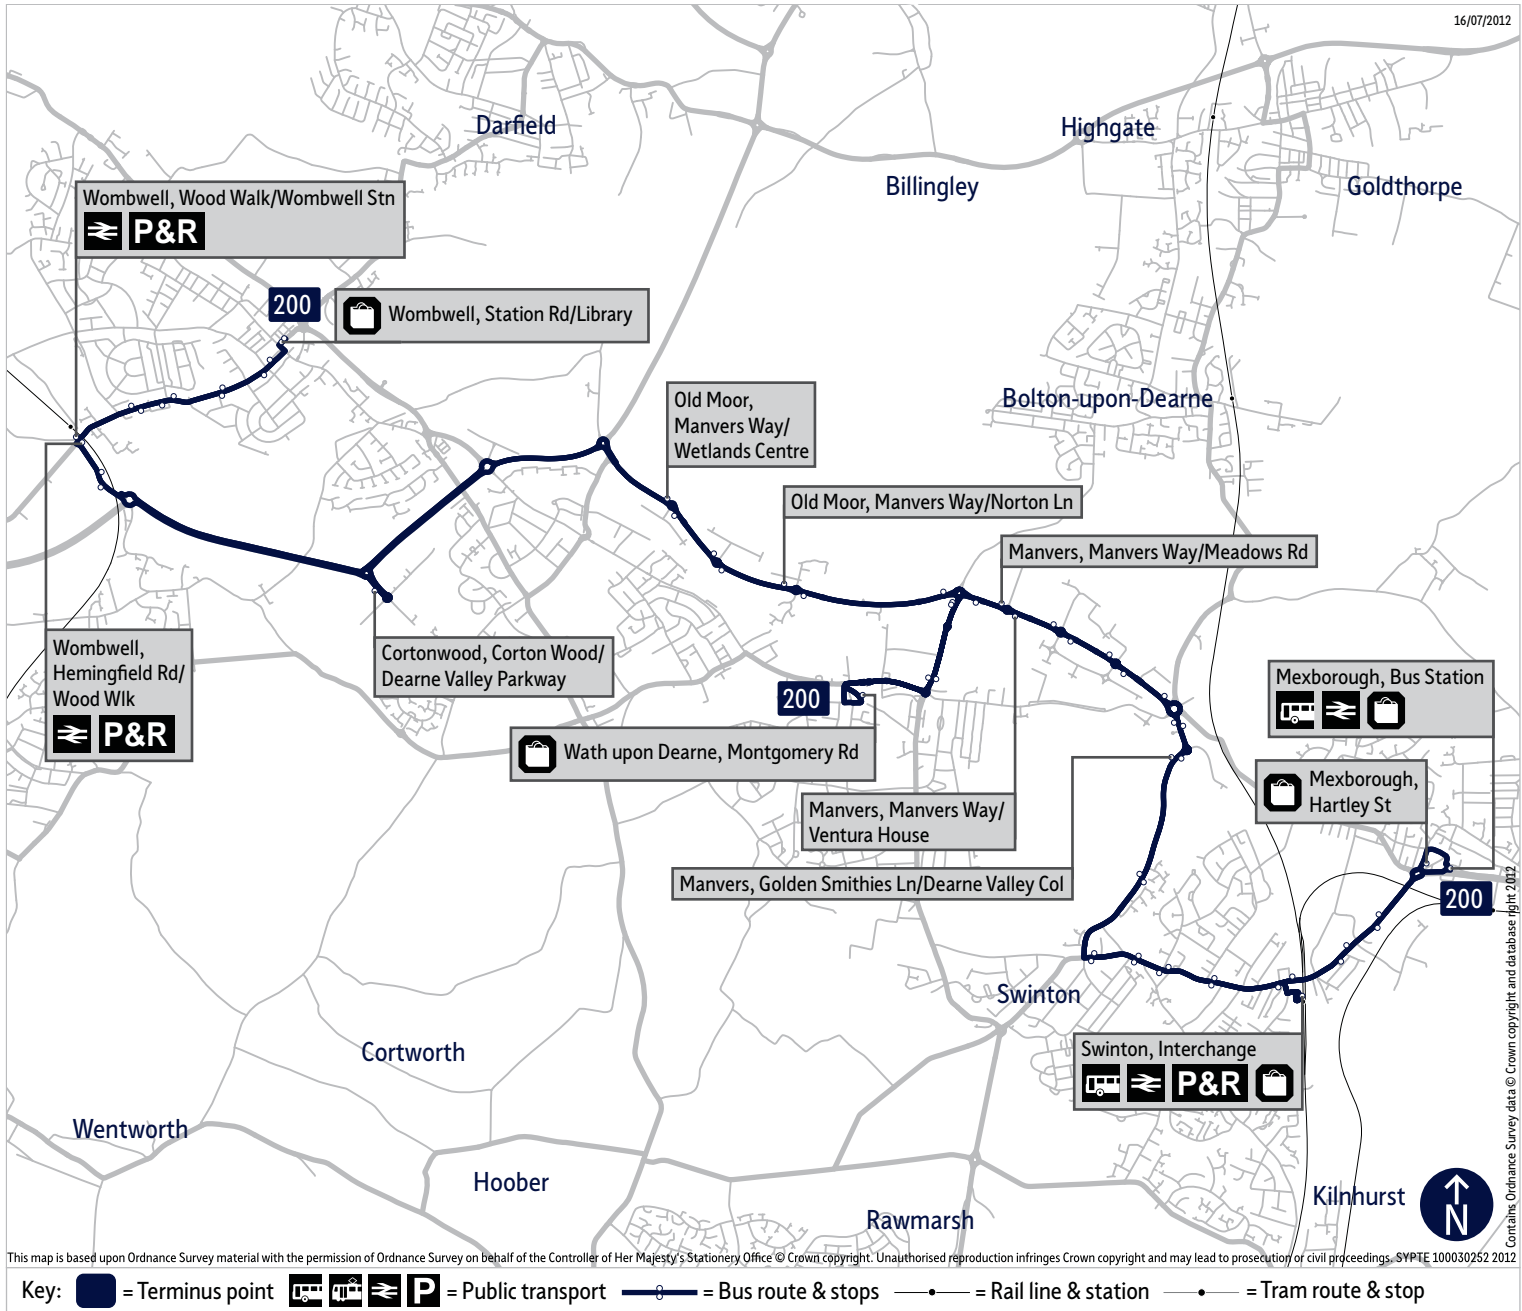 16/07/2012
Darfield
Highgate
Billingley
Goldthorpe
Wombwell, Wood Walk/Wombwell Stn
P&R
200
Wombwell, Station Rd/Library
Old Moor,
Manvers Way/
Wetlands Centre
Bolton-upon-Dearne
Old Moor, Manvers Way/Norton Ln
Manvers, Manvers Way/Meadows Rd
Wombwell,
Hemingfield Rd/
Wood Wlk
P&R
Cortonwood, Corton Wood/
Dearne Valley Parkway
200
Wath upon Dearne, Montgomery Rd
Mexborough, Bus Station
Mexborough,
Hartley St
Manvers, Manvers Way/
Ventura House
Manvers, Golden Smithies Ln/Dearne Valley Col
200
Swinton
Swinton, Interchange
P&R
Cortworth
Wentworth
Hoober
Rawmarsh
Kilnhurst
N
Contains Ordnance Survey data © Crown copyright and database right 2012
This map is based upon Ordnance Survey material with the permission of Ordnance Survey on behalf of the Controller of Her Majesty's Stationery Office © Crown copyright. Unauthorised reproduction infringes Crown copyright and may lead to prosecution or civil proceedings. SYPTE 100030252 2012
Key: = Terminus point P = Public transport = Bus route & stops = Rail line & station = Tram route & stop